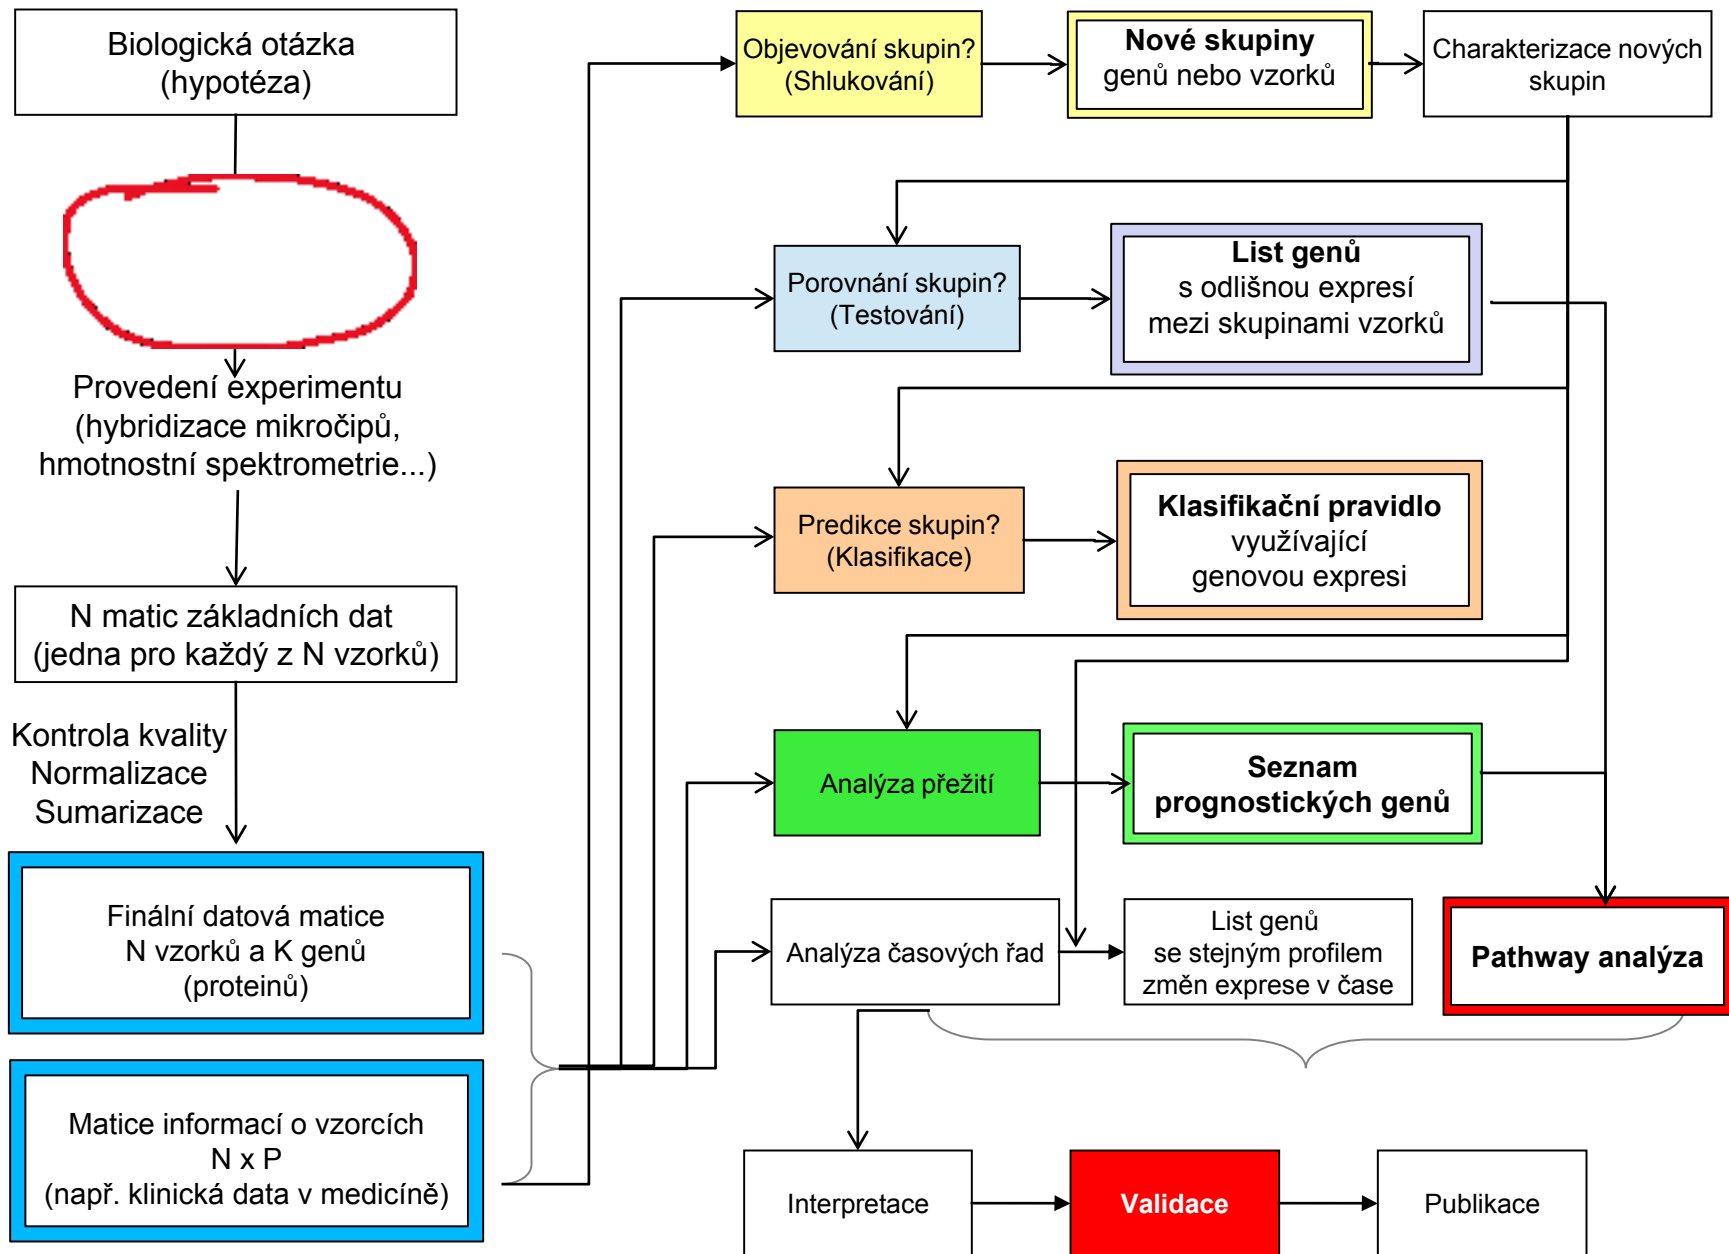 Biologická otázka
(hypotéza)
Provedení experimentu
(hybridizace mikročipů,
hmotnostní spektrometrie...)
N matic základních dat
(jedna pro každý z N vzorků)
Kontrola kvality
Normalizace
Sumarizace
Finální datová matice
N vzorků a K genů
(proteinů)
Matice informací o vzorcích
N x P
(např. klinická data v medicíně)
Objevování skupin?
(Shlukování)
Nové skupiny
genů nebo vzorků
Charakterizace nových
skupin
Porovnání skupin?
(Testování)
List genů
s odlišnou expresí
mezi skupinami vzorků
Predikce skupin?
(Klasifikace)
Klasifikační pravidlo
využívající
genovou expresi
Analýza přežití
Seznam
prognostických genů
Analýza časových řad
List genů
se stejným profilem
změn exprese v čase
Pathway analýza
Interpretace
Validace
Publikace